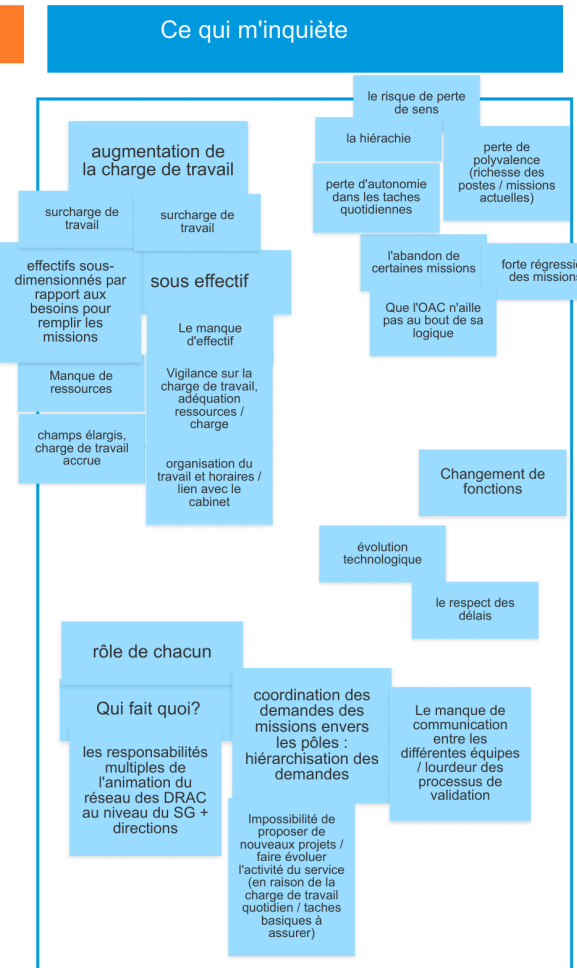 Ce qui m'inquiète
augmentation de
la charge de travail
surcharge de
travail
surcharge de
travail
effectifs sous-
dimensionnés par
rapport aux
besoins pour
remplir les
missions
sous effectif
Le manque
d'effectif
Manque de
ressources
Vigilance sur la
charge de travail,
adéquation
ressources /
charge
champs élargis,
charge de travail
accrue
organisation du
travail et horaires /
lien avec le
cabinet
le risque de perte
de sens
la hiérachie
perte de
polyvalence
(richesse des
postes / missions
actuelles)
perte d'autonomie
dans les taches
quotidiennes
l'abandon de
certaines missions
forte régressi
des missions
Que l'OAC n'aille
pas au bout de sa
logique
Changement de
fonctions
évolution
technologique
le respect des
délais
rôle de chacun
Qui fait quoi?
les responsabilités
multiples de
l'animation du
réseau des DRAC
au niveau du SG +
directions
coordination des
demandes des
missions envers
les pôles :
hiérarchisation des
demandes
Le manque de
communication
entre les
différentes équipes
/ lourdeur des
processus de
validation
Impossibilité de
proposer de
nouveaux projets /
faire évoluer
l'activité du service
(en raison de la
charge de travail
quotidien / taches
basiques à
assurer)